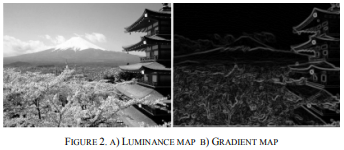 FIGURE 2. A) LUMINANCE MAP B) GRADIENT MAP